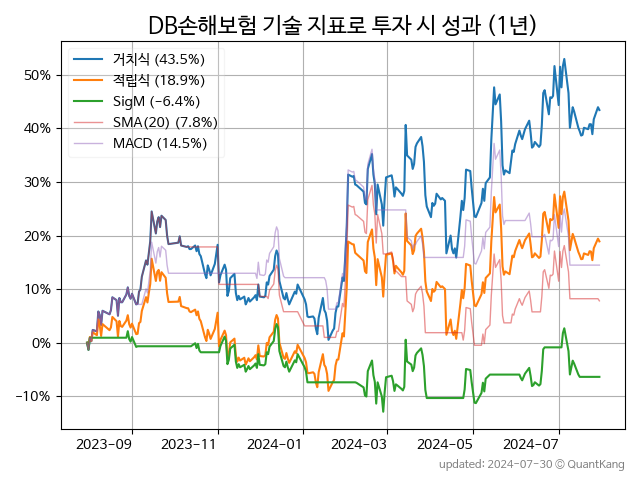 DB손해보험 기술 지표로 투자 시 성과 (1년)
거치식 (43.5%)
적립식 (18.9%)
SigM (-6.4%)
SMA(20) (7.8%)
MACD (14.5%)
50%
40%
30%
20%
10%
0%
-10%
2023-09 2023-11 2024-01 2024-03 2024-05 2024-07
updated: 2024-07-30 © QuantKang